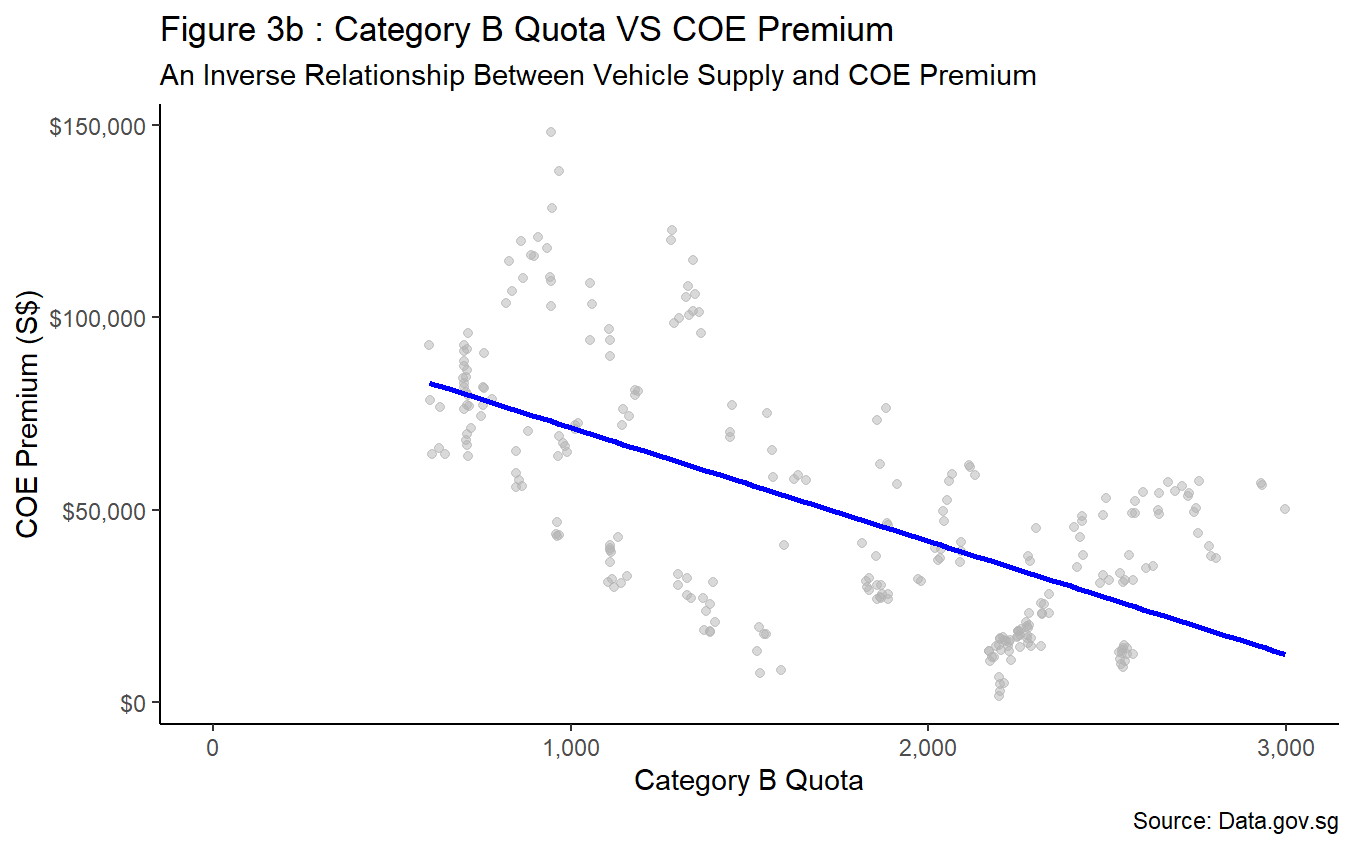 Figure 3b : Category B Quota VS COE Premium
An Inverse Relationship Between Vehicle Supply and COE Premium
COE Premium (S$)
$150,000
$100,000
$50,000
$0
0
1,000
2,000
3,000
Category B Quota
Source: Data.gov.sg